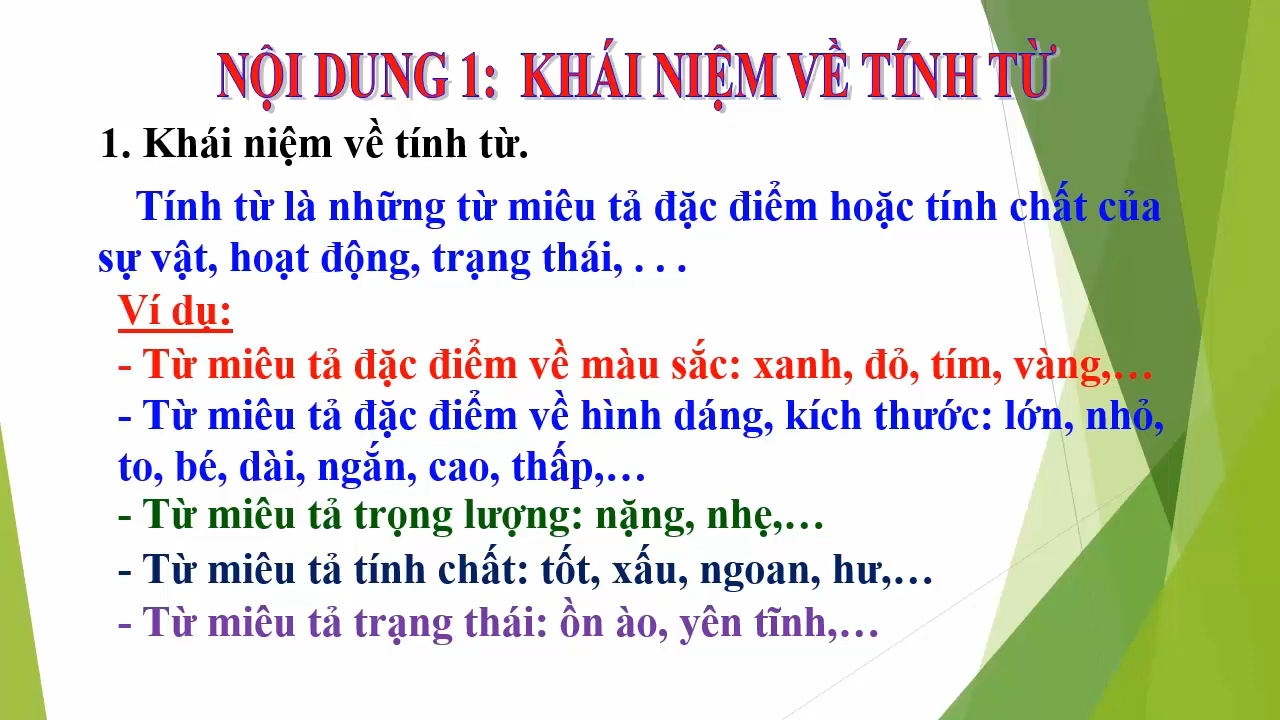 NỘI DUNG 1: KHÁI NIỆM VỀ TÍNH TỪ
1. Khái niệm về tính từ.
Tính từ là những từ miêu tả đặc điểm hoặc tính chất của
sự vật, hoạt động, trạng thái, . . .
Ví dụ:
- Từ miêu tả đặc điểm về màu sắc: xanh, đỏ, tím, vàng,...
- Từ miêu tả đặc điểm về hình dáng, kích thước: lớn, nhỏ,
to, bé, dài, ngắn, cao, thấp,...
- Từ miêu tả trọng lượng: nặng, nhẹ,...
- Từ miêu tả tính chất: tốt, xấu, ngoan, hư,...
- Từ miêu tả trạng thái: ồn ào, yên tĩnh,...